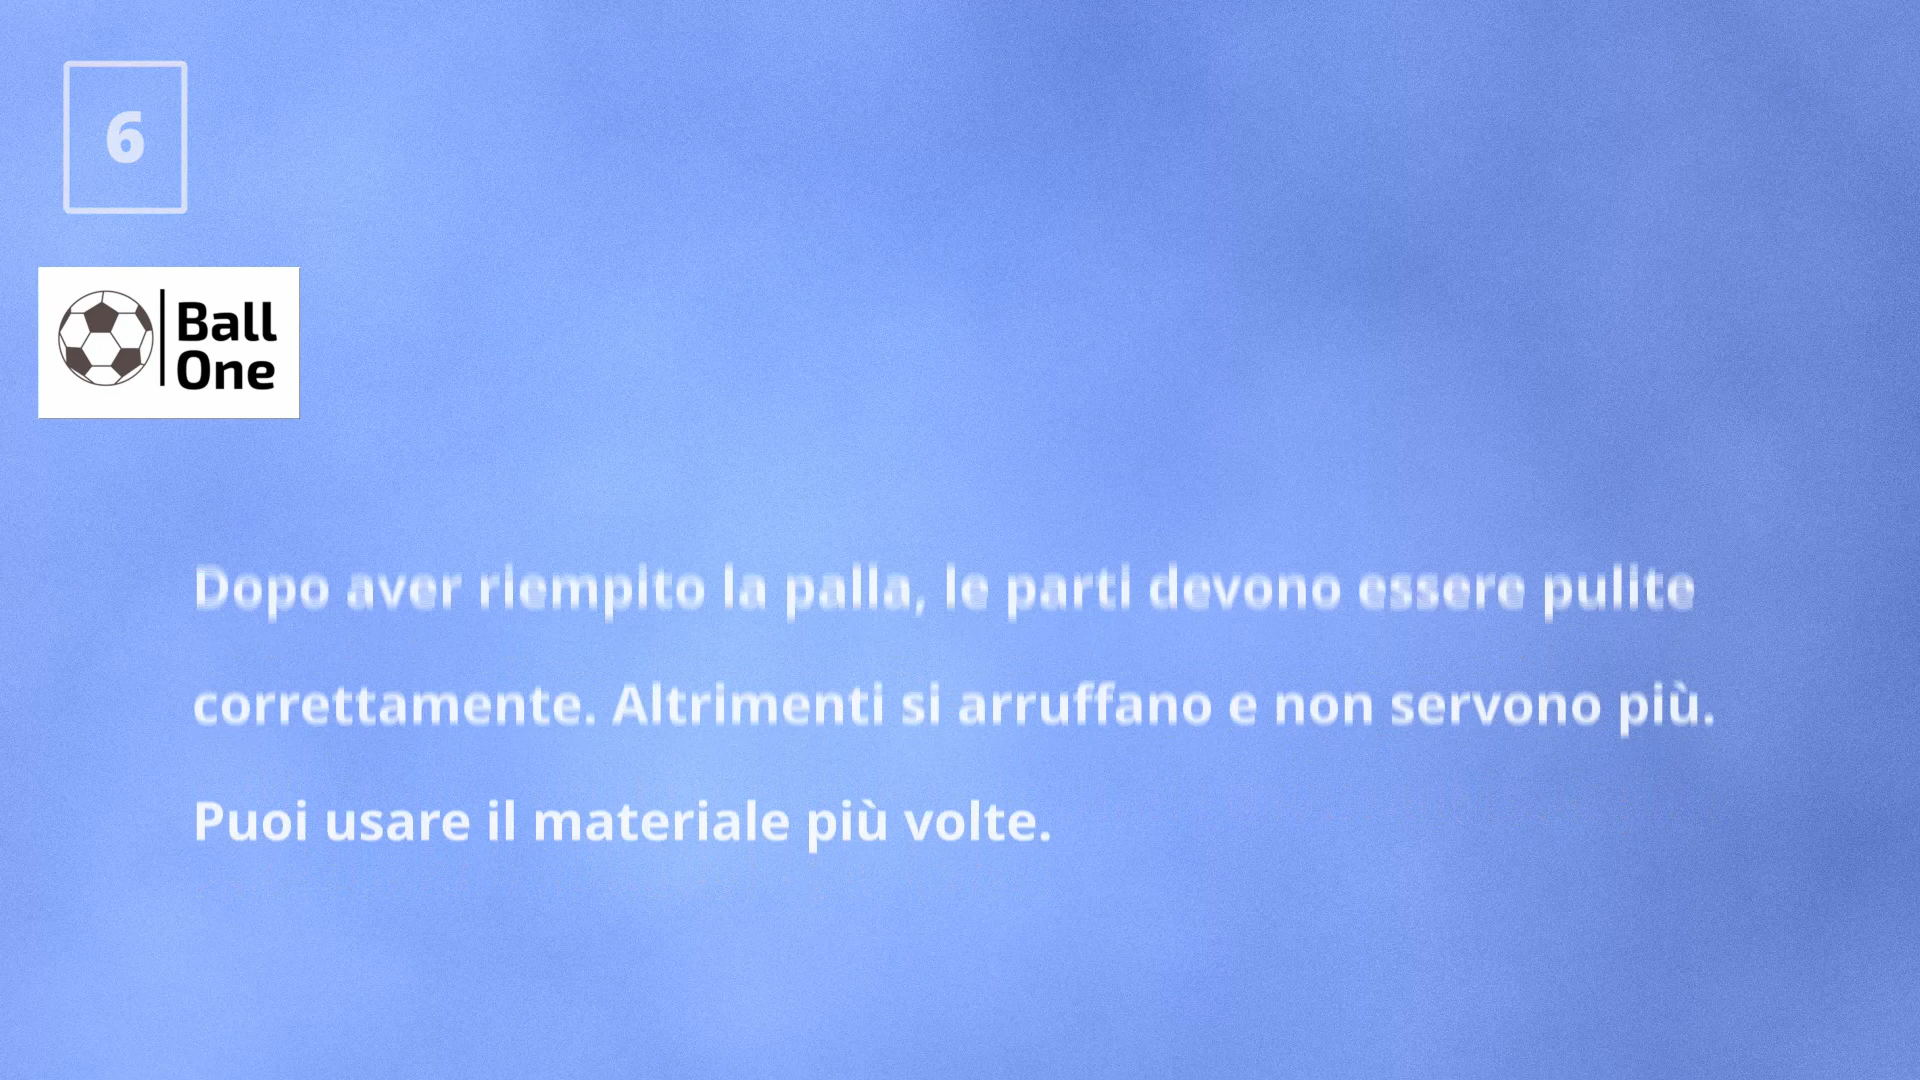 6
Ball
One
Dopo aver riempito la palla, le parti devono essere pulite
correttamente. Altrimenti si arruffano e non servono più.
Puoi usare il materiale più volte.